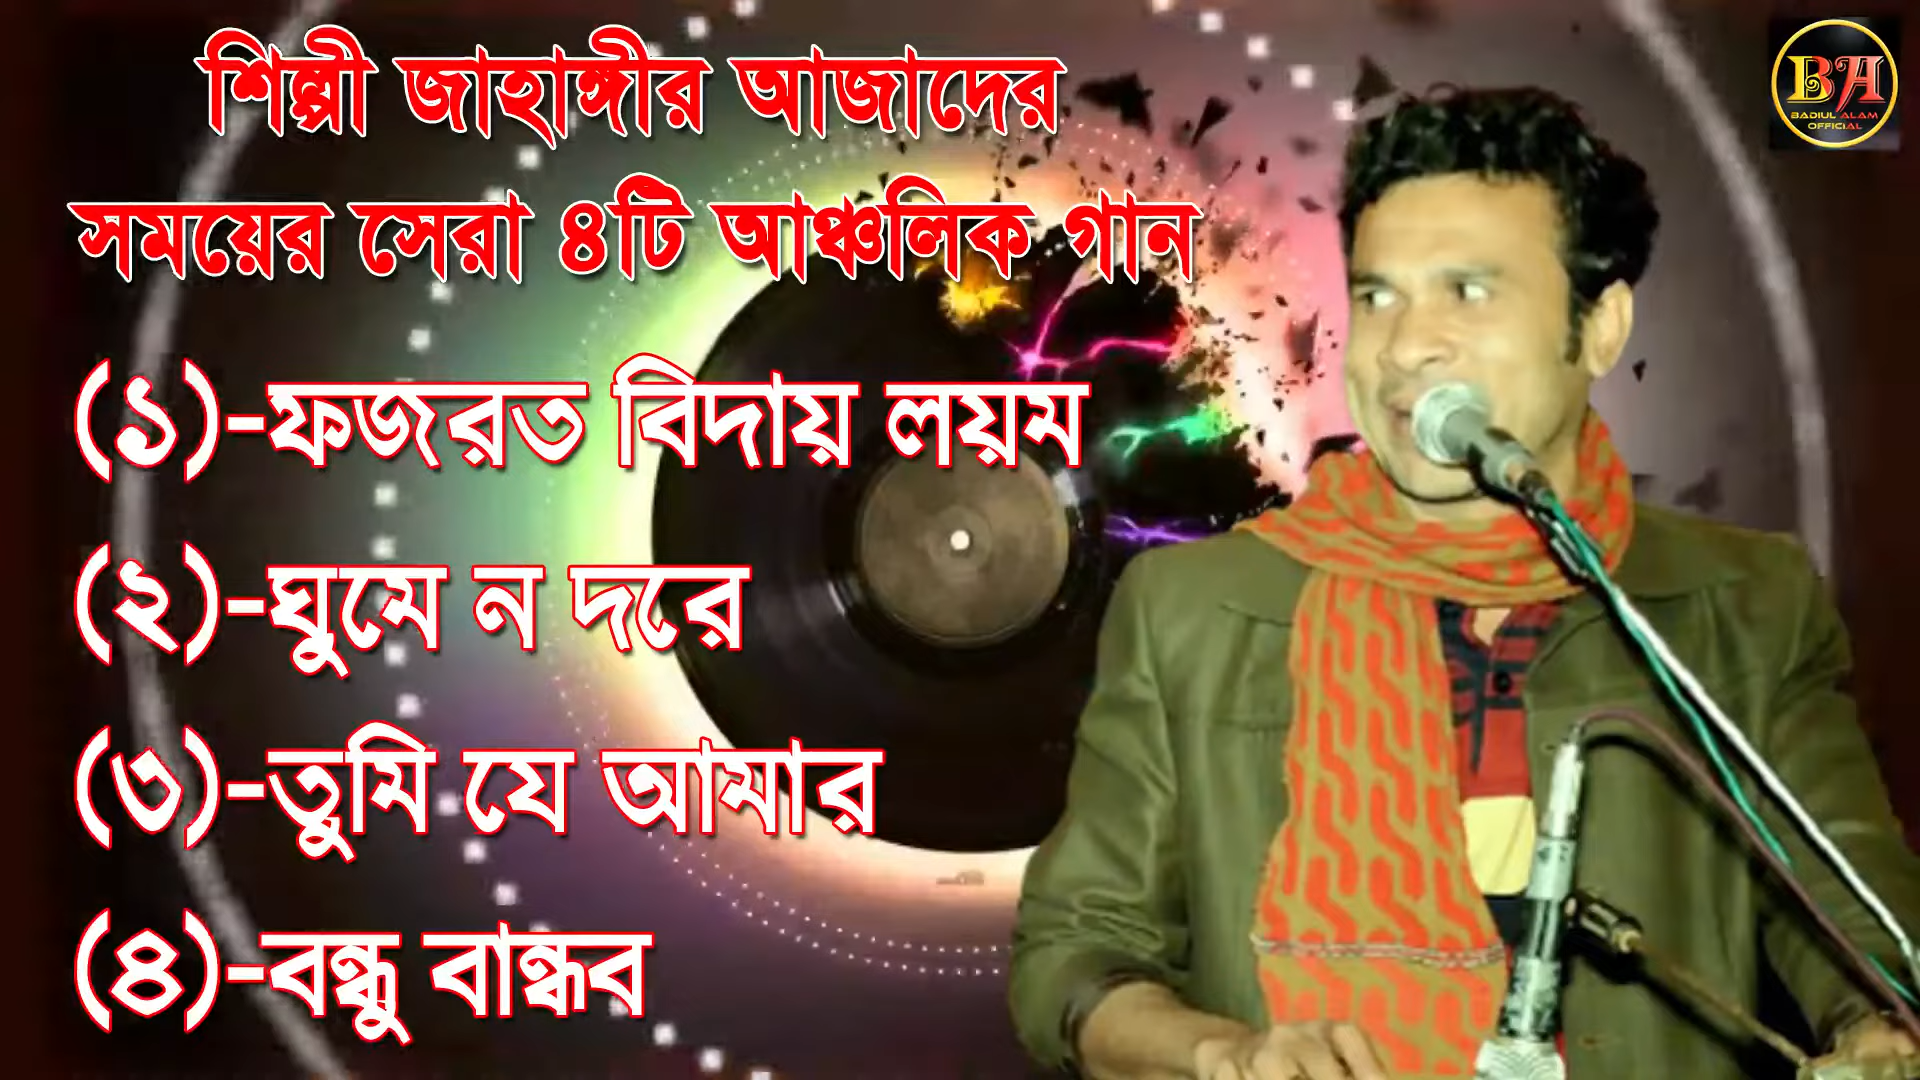 শিল্পী জাহাঙ্গীর আজাদের
সময়ের সেরা ৪টি আঞ্চলিক গান
(১)-ফজরত বিদায় লয়ম
(২)-ঘুমে ন দরে
(৩)-তুমি যে আমার
(৪)-বন্ধু বান্ধব
BA
BADIUL ALAM
OFFICIAL